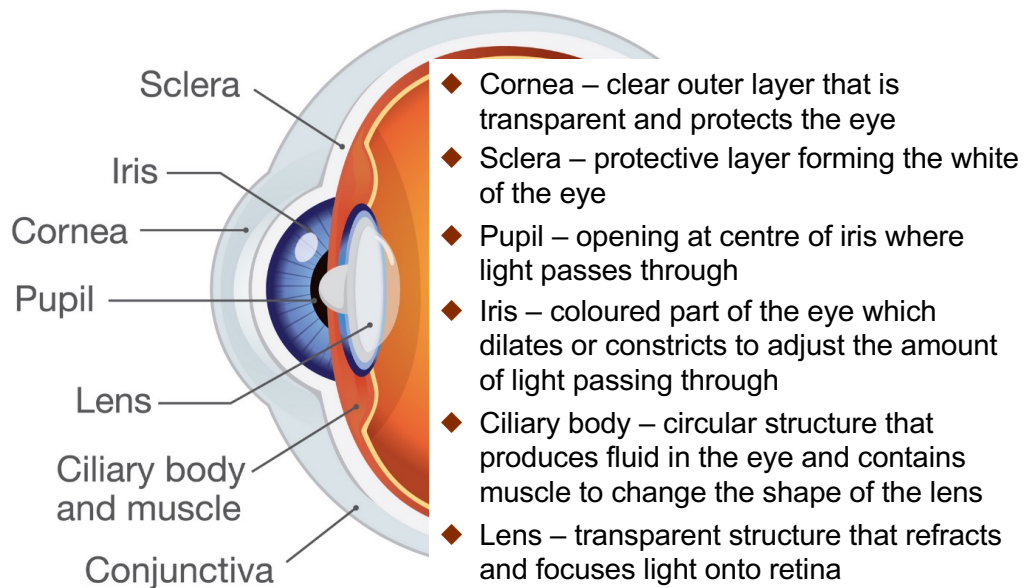 Sclera
Iris
Cornea
Pupil
Lens
Ciliary body
and muscle
Conjunctiva
◆ Cornea – clear outer layer that is
transparent and protects the eye
◆ Sclera – protective layer forming the white
of the eye
◆ Pupil – opening at centre of iris where
light passes through
◆ Iris – coloured part of the eye which
dilates or constricts to adjust the amount
of light passing through
◆ Ciliary body – circular structure that
produces fluid in the eye and contains
muscle to change the shape of the lens
◆ Lens – transparent structure that refracts
and focuses light onto retina